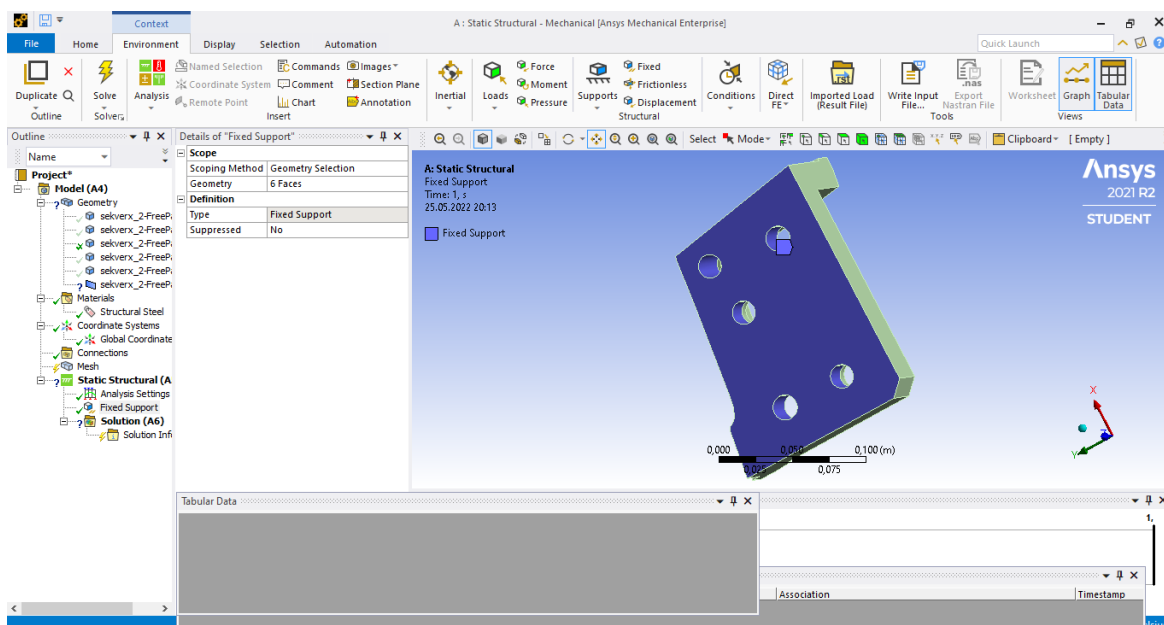 Context
A : Static Structural - Mechanical [Ansys Mechanical Enterprise]
File Home Environment Display Selection Automation
Quick Launch
Duplicate
Outline
Solve
Solver
Analysis
Named Selection
Coordinate System
Remote Point
Commands
Comment
Chart
Images
Section Plane
Annotation
Insert
Inertial
Loads
Force
Moment
Pressure
Supports
Fixed
Frictionless
Displacement
Structural
Conditions
Direct
FE
Imported Load
(Result File)
Write Input
File...
Export
Nastran File
.nas
.rst
Tools
Worksheet
Graph
Tabular
Data
Views
Outline
Name
Project*
Model (A4)
Geometry
sekverx_2-FreePa
sekverx_2-FreePa
sekverx_2-FreePa
sekverx_2-FreePa
sekverx_2-FreePa
sekverx_2-FreePa
Materials
Structural Steel
Coordinate Systems
Global Coordinate
Connections
Mesh
Static Structural (A
Analysis Settings
Fixed Support
Solution (A6)
Solution Info
Details of "Fixed Support"
Scope
Scoping Method Geometry Selection
Geometry 6 Faces
Definition
Type Fixed Support
Suppressed No
Select Mode Clipboard [ Empty ]
A: Static Structural
Fixed Support
Time: 1, s
25.05.2022 20:13
Fixed Support
Ansys
2021 R2
STUDENT
0,000 0,050 0,100 (m)
0,025 0,075
X
Y
Z
Tabular Data
1,
Association Timestamp